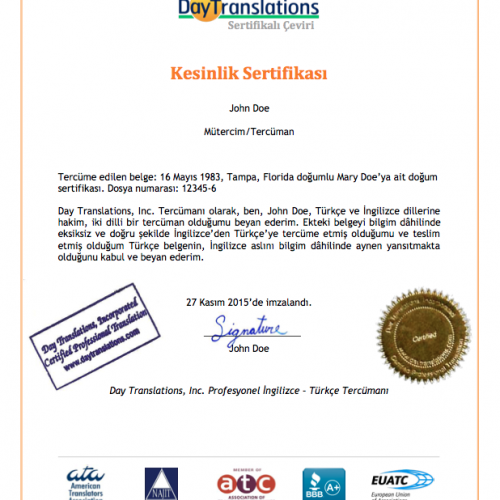 DayTranslations
Sertifikalı Çeviri
Kesinlik Sertifikası
John Doe
Mütercim/Tercüman
Tercüme edilen belge: 16 Mayıs 1983, Tampa, Florida doğumlu Mary Doe’ya ait doğum
sertifikası. Dosya numarası: 12345-6
Day Translations, Inc. Tercümanı olarak, ben, John Doe, Türkçe ve İngilizce dillerine
hakim, iki dilli bir tercüman olduğumu beyan ederim. Ekteki belgeyi bilgim dâhilinde
eksiksiz ve doğru şekilde İngilizce’den Türkçe’ye tercüme etmiş olduğumu ve teslim
etmiş olduğum Türkçe belgenin, İngilizce aslını bilgim dâhilinde aynen yansıtmakta
olduğunu kabul ve beyan ederim.
27 Kasım 2015’de imzalandı.
Signature
John Doe
Day Translations, Incorporated
Certified Professional Translation
www.daytranslations.com
Certified
www.daytranslations.com
Day Translations, Inc. Profesyonel İngilizce – Türkçe Tercümanı
ata
American
Translators
Association
NAJIT
MEMBER OF
atc
ASSOCIATION OF
BBB
A+
EUATC
European Union